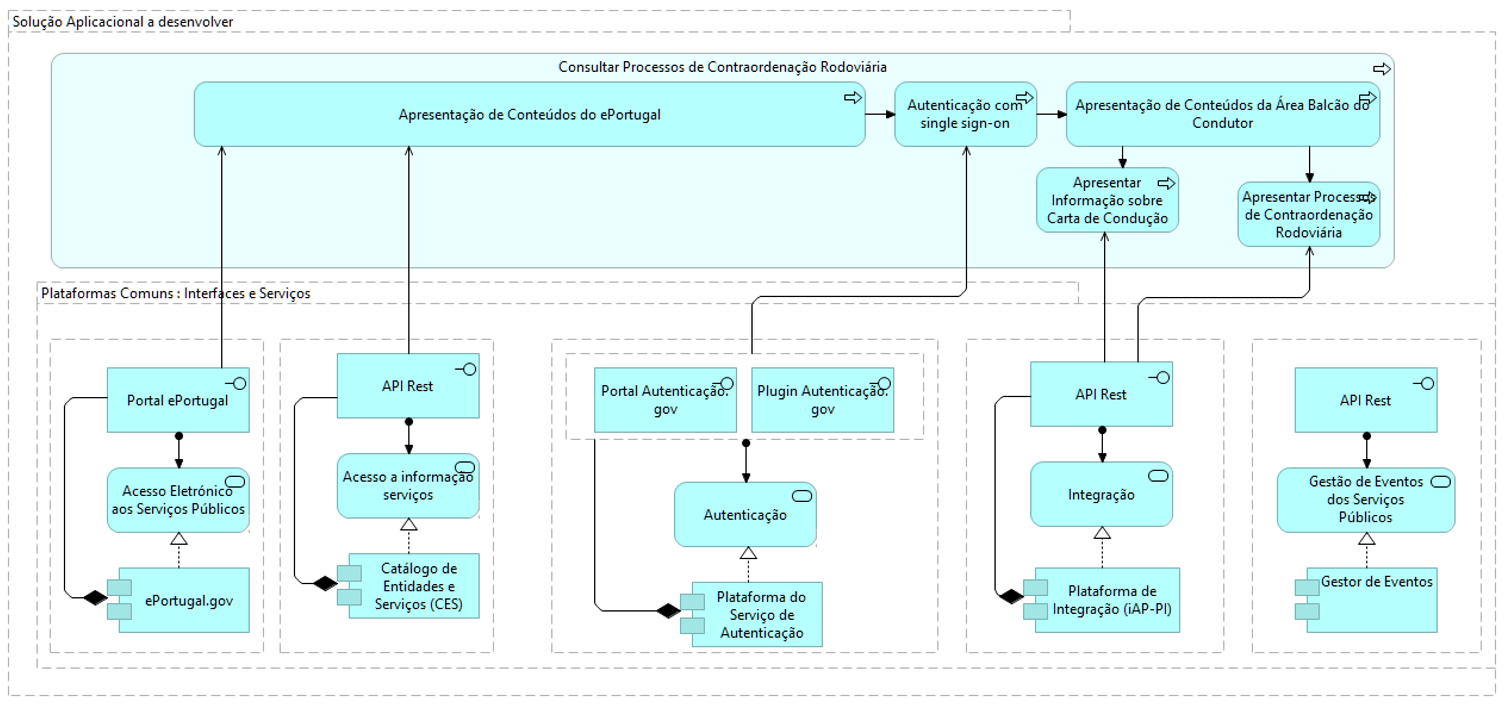 Solução Aplicacional a desenvolver
Consultar Processos de Contraordenação Rodoviária
Apresentação de Conteúdos do ePortugal
Autenticação com
single sign-on
Apresentação de Conteúdos da Área Balcão do
Condutor
Apresentar
Informação sobre
Carta de Condução
Apresentar Processos
de Contraordenação
Rodoviária
Plataformas Comuns : Interfaces e Serviços
Portal ePortugal
API Rest
Portal Autenticação.
gov
Plugin Autenticação.
gov
API Rest
API Rest
Acesso Eletrónico
aos Serviços Públicos
Acesso a informação
serviços
Autenticação
Integração
Gestão de Eventos
dos Serviços
Públicos
ePortugal.gov
Catálogo de
Entidades e
Serviços (CES)
Plataforma do
Serviço de
Autenticação
Plataforma de
Integração (iAP-PI)
Gestor de Eventos